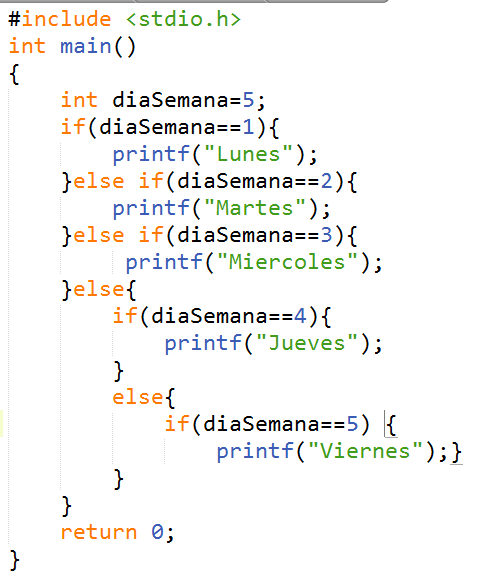 #include <stdio.h>
int main()
{
    int diaSemana=5;
    if(diaSemana==1){
        printf("Lunes");
    }else if(diaSemana==2){
        printf("Martes");
    }else if(diaSemana==3){
         printf("Miercoles");
    }else{
        if(diaSemana==4){
            printf("Jueves");
        }
        else{
            if(diaSemana==5) {
                printf("Viernes");}
        }
    }
    return 0;
}